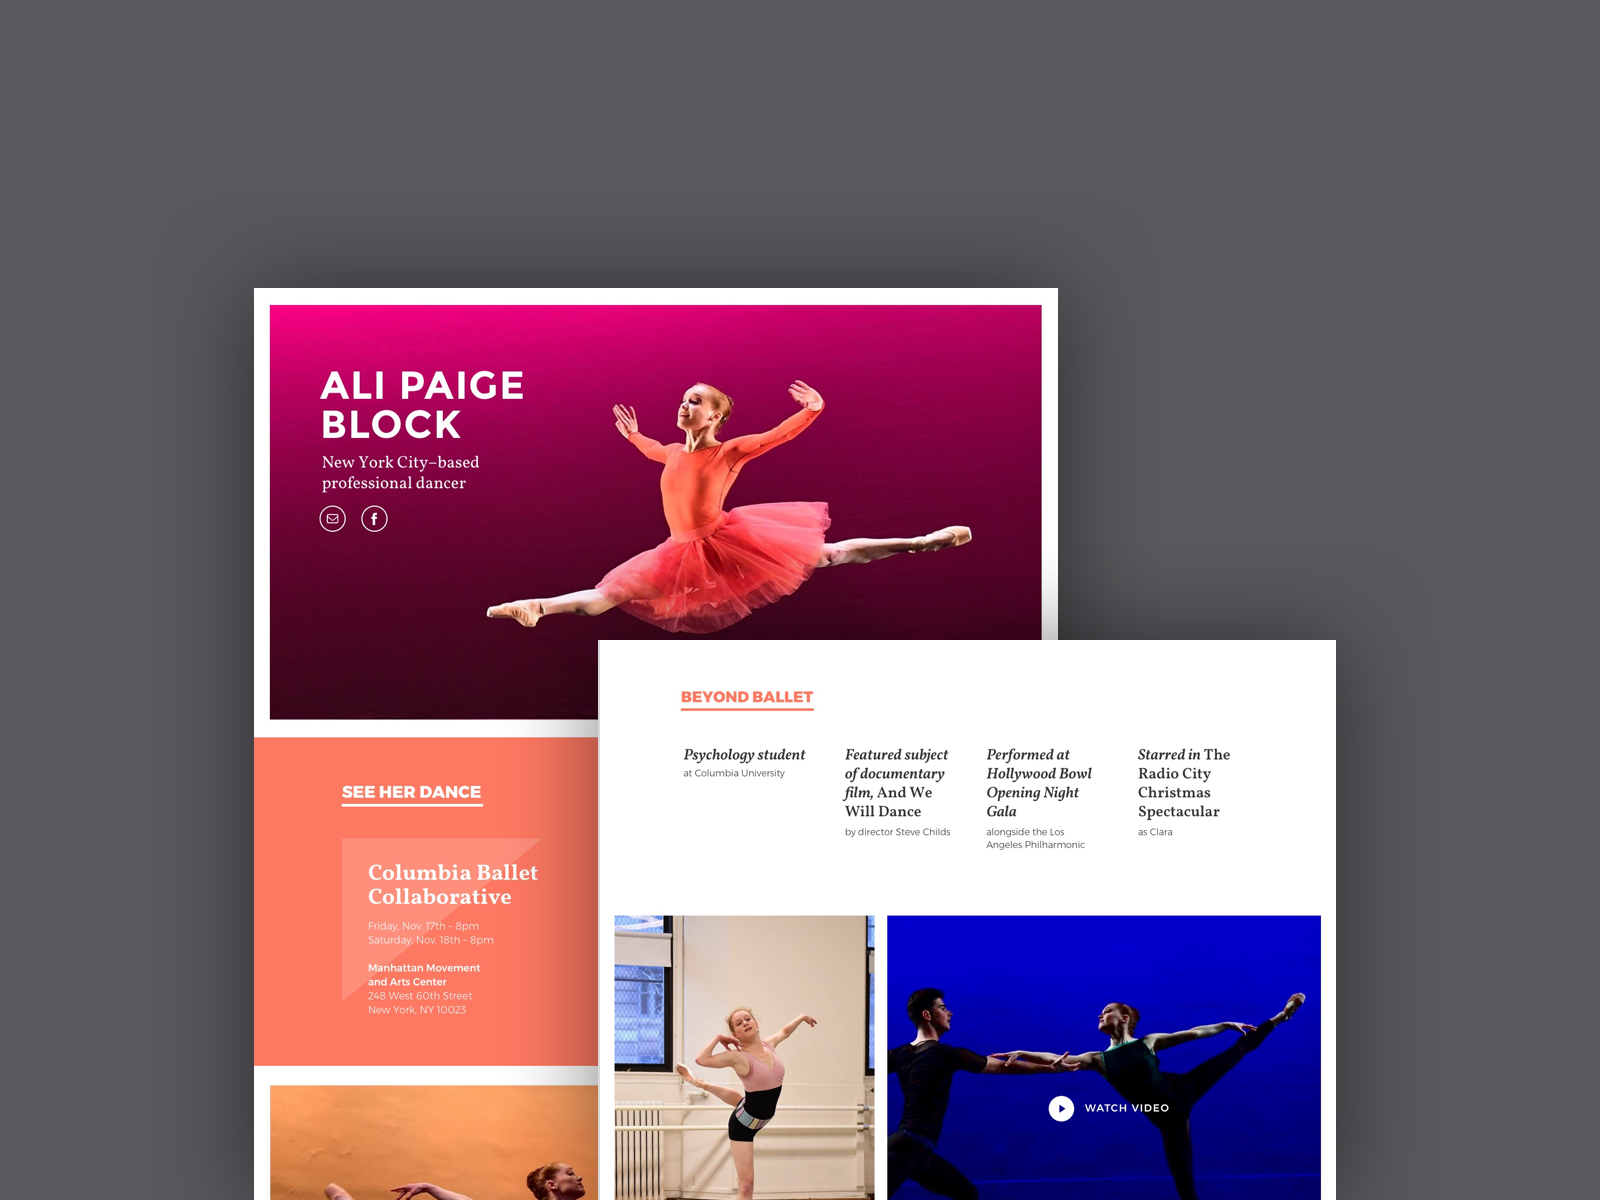 ALI PAIGE
BLOCK
New York City–based
professional dancer
SEE HER DANCE
Columbia Ballet
Collaborative
Friday, Nov. 17th – 8pm
Saturday, Nov. 18th – 8pm
Manhattan Movement
and Arts Center
248 West 60th Street
New York, NY 10023
BEYOND BALLET
Psychology student
at Columbia University
Featured subject
of documentary
film, And We
Will Dance
by director Steve Childs
Performed at
Hollywood Bowl
Opening Night
Gala
alongside the Los
Angeles Philharmonic
Starred in The
Radio City
Christmas
Spectacular
as Clara
WATCH VIDEO